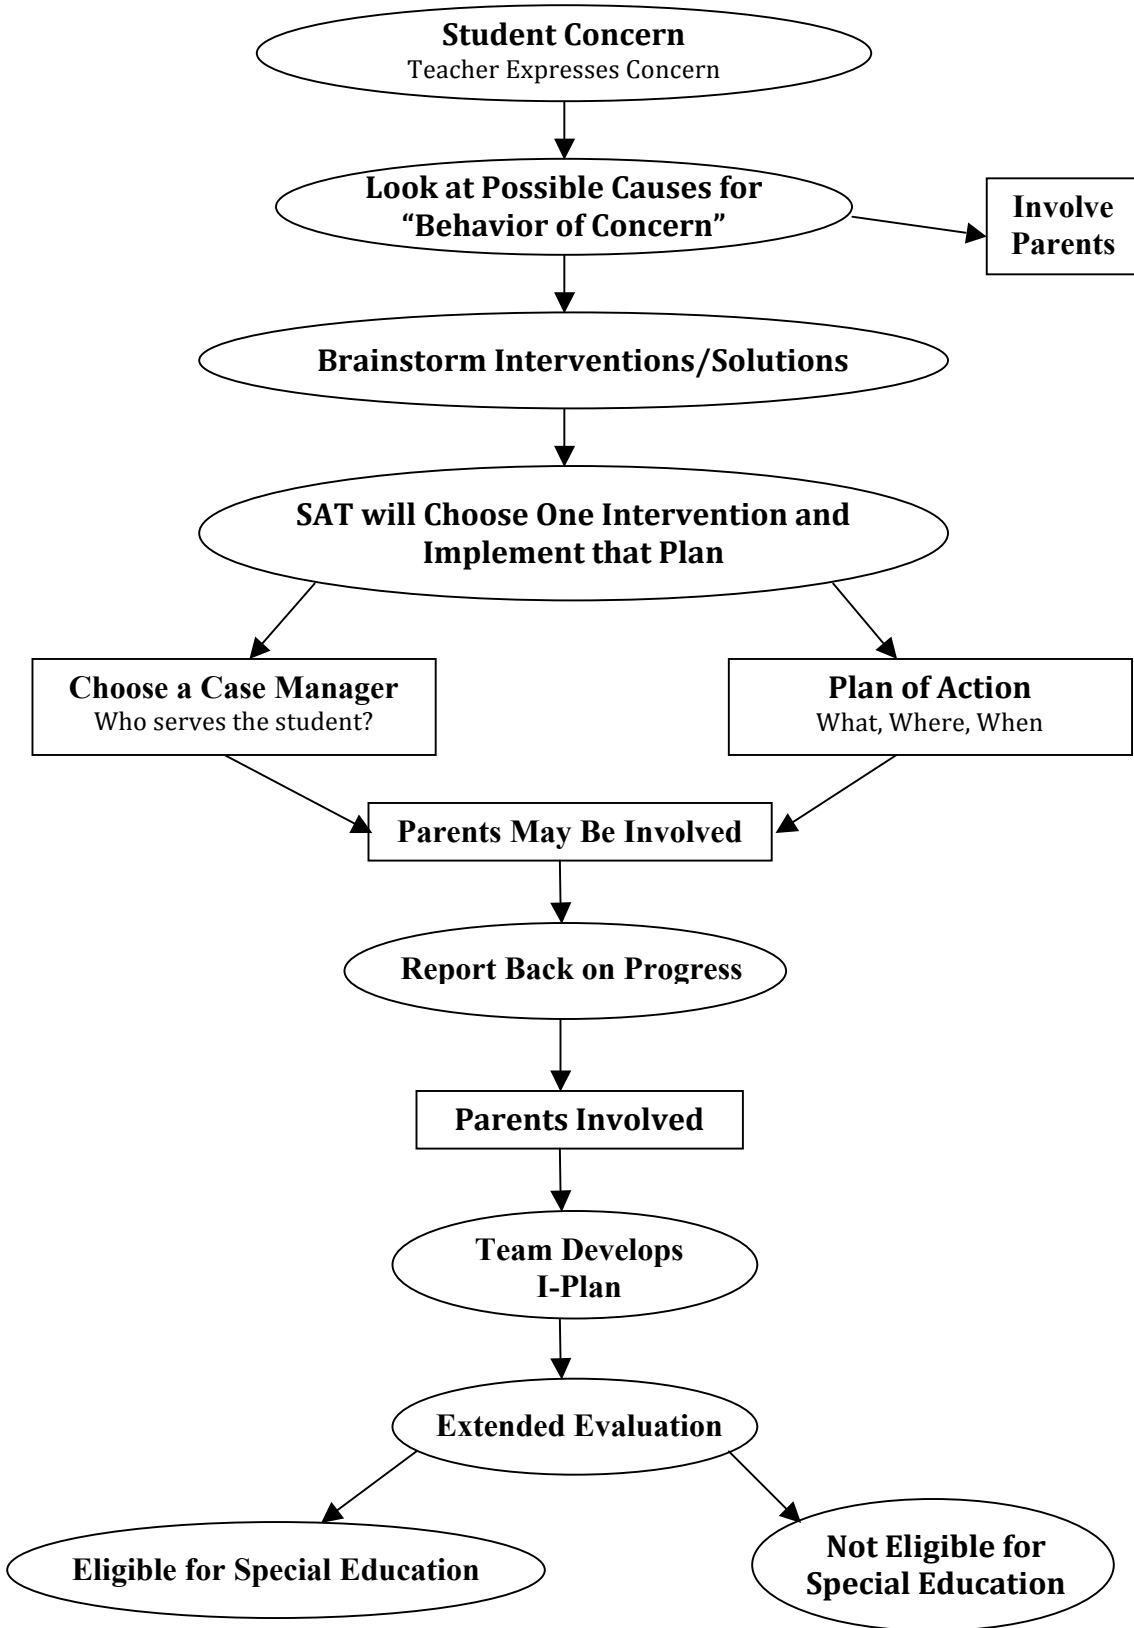 Student Concern
Teacher Expresses Concern
Look at Possible Causes for
“Behavior of Concern”
Involve
Parents
Brainstorm Interventions/Solutions
SAT will Choose One Intervention and
Implement that Plan
Choose a Case Manager
Who serves the student?
Plan of Action
What, Where, When
Parents May Be Involved
Report Back on Progress
Parents Involved
Team Develops
I-Plan
Extended Evaluation
Eligible for Special Education
Not Eligible for
Special Education